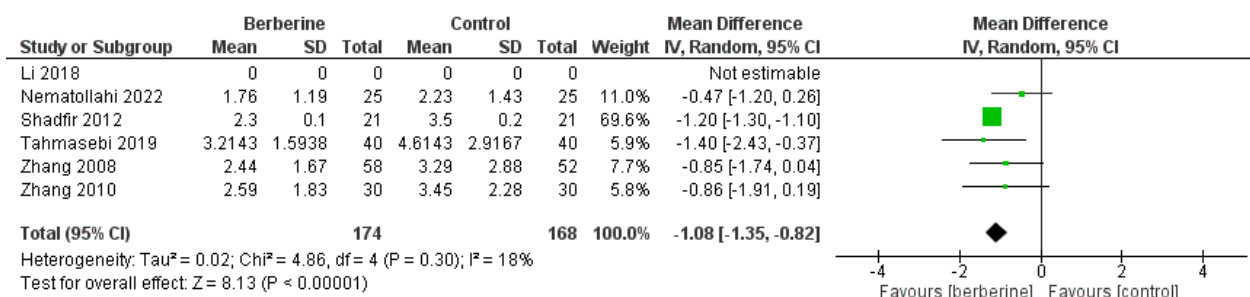 Berberine Control Mean Difference Mean Difference
Study or Subgroup Mean SD Total Mean SD Total Weight IV, Random, 95% CI IV, Random, 95% CI
Li 2018 0 0 0 0 0 0 Not estimable
Nematollahi 2022 1.76 1.19 25 2.23 1.43 25 11.0% -0.47 [-1.20, 0.26]
Shadfir 2012 2.3 0.1 21 3.5 0.2 21 69.6% -1.20 [-1.30, -1.10]
Tahmasebi 2019 3.2143 1.5938 40 4.6143 2.9167 40 5.9% -1.40 [-2.43, -0.37]
Zhang 2008 2.44 1.67 58 3.29 2.88 52 7.7% -0.85 [-1.74, 0.04]
Zhang 2010 2.59 1.83 30 3.45 2.28 30 5.8% -0.86 [-1.91, 0.19]
Total (95% CI) 174 168 100.0% -1.08 [-1.35, -0.82]
Heterogeneity: Tau² = 0.02; Chi² = 4.86, df = 4 (P = 0.30); I² = 18%
Test for overall effect: Z = 8.13 (P < 0.00001)
-4 -2 0 2 4
Favours [berberine] Favours [control]